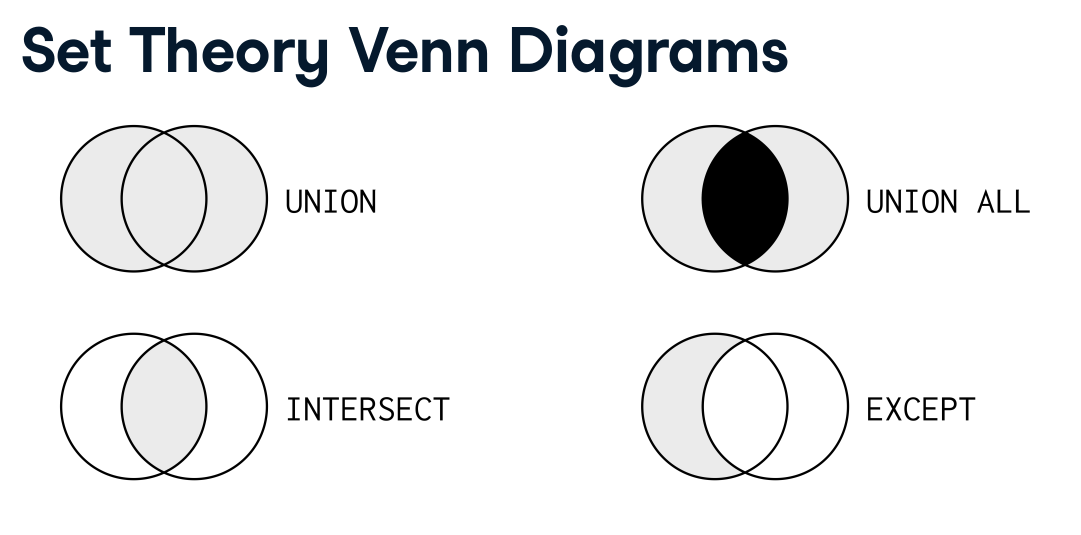 Set Theory Venn Diagrams
UNION
UNION ALL
INTERSECT
EXCEPT